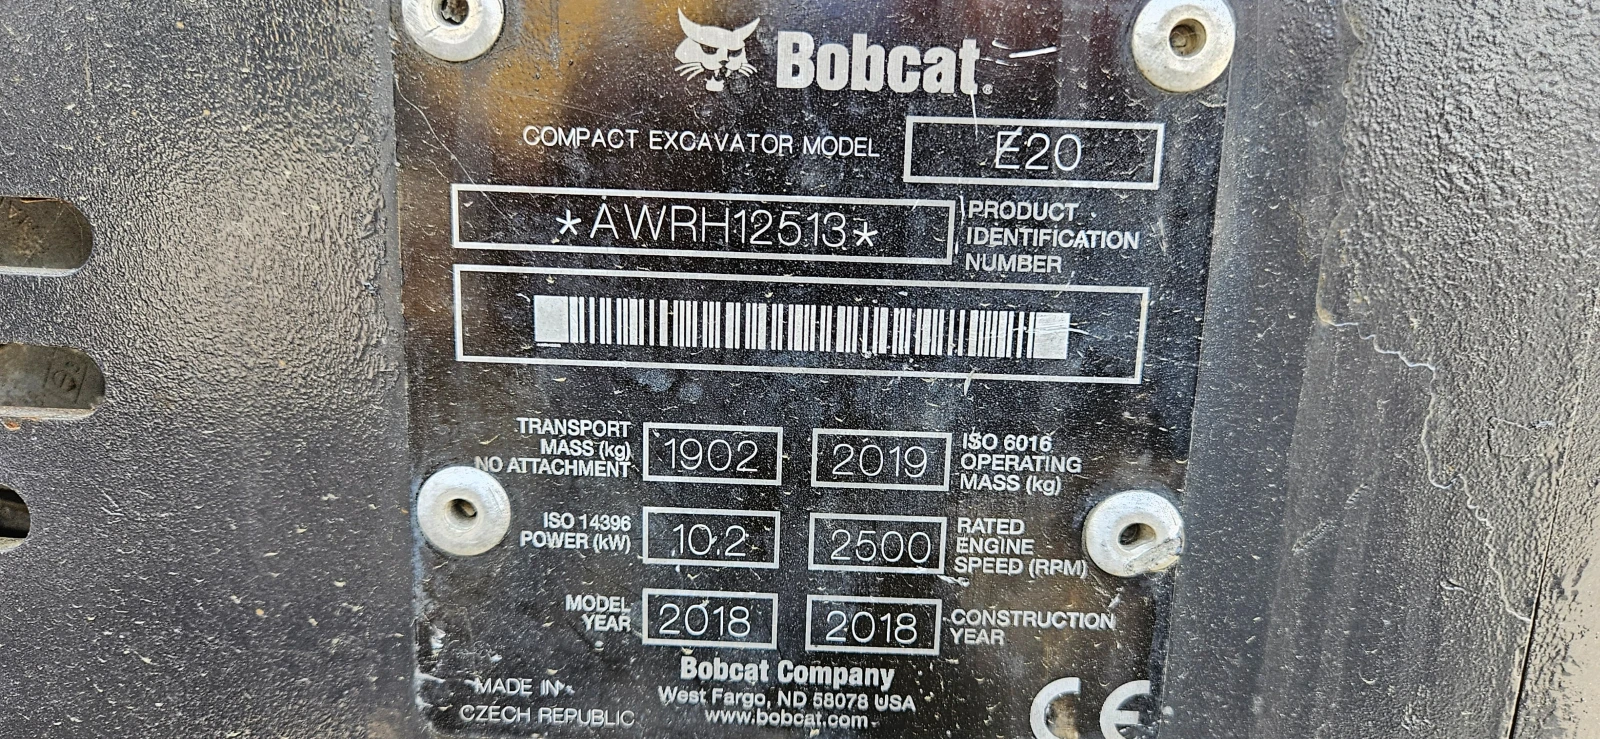 Bobcat®
COMPACT EXCAVATOR MODEL E20
*AWRH12513* PRODUCT IDENTIFICATION NUMBER
TRANSPORT MASS (kg) NO ATTACHMENT 1902
2019 ISO 6016 OPERATING MASS (kg)
ISO 14396 POWER (kW) 10.2
2500 RATED ENGINE SPEED (RPM)
MODEL YEAR 2018
2018 CONSTRUCTION YEAR
Bobcat Company
West Fargo, ND 58078 USA
www.bobcat.com
MADE IN
CZECH REPUBLIC
CE